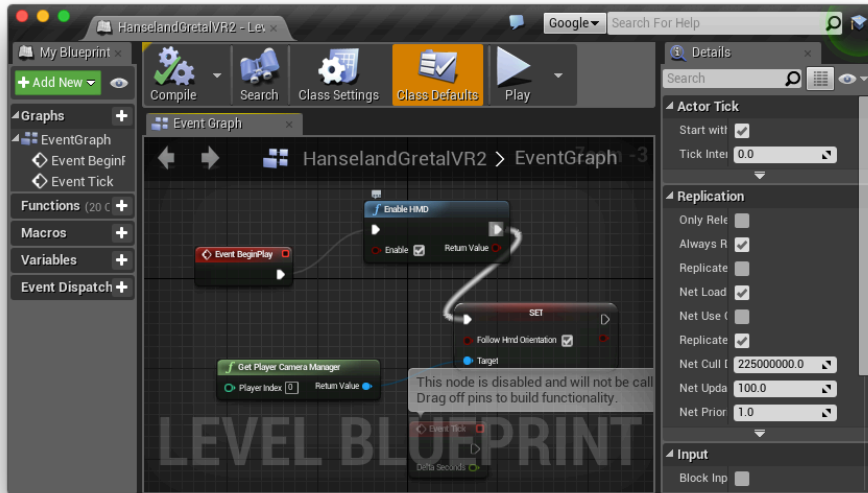 HanselandGretalVR2 - Lev
Google
Search For Help
My Blueprint
Add New
Compile
Search
Class Settings
Class Defaults
Play
Details
Search
Graphs
EventGraph
Event BeginP
Event Tick
Functions (20 O
Macros
Variables
Event Dispatch
Event Graph
HanselandGretalVR2 > EventGraph
Zoom -3
Enable HMD
Enable
Return Value
Event BeginPlay
SET
Follow Hmd Orientation
Target
Get Player Camera Manager
Player Index 0
Return Value
This node is disabled and will not be call
Drag off pins to build functionality.
Event Tick
Delta Seconds
LEVEL BLUEPRINT
Actor Tick
Start with
Tick Inter 0.0
Replication
Only Rele
Always R
Replicate
Net Load
Net Use O
Replicate
Net Cull D 225000000.0
Net Upda 100.0
Net Prior 1.0
Input
Block Inp